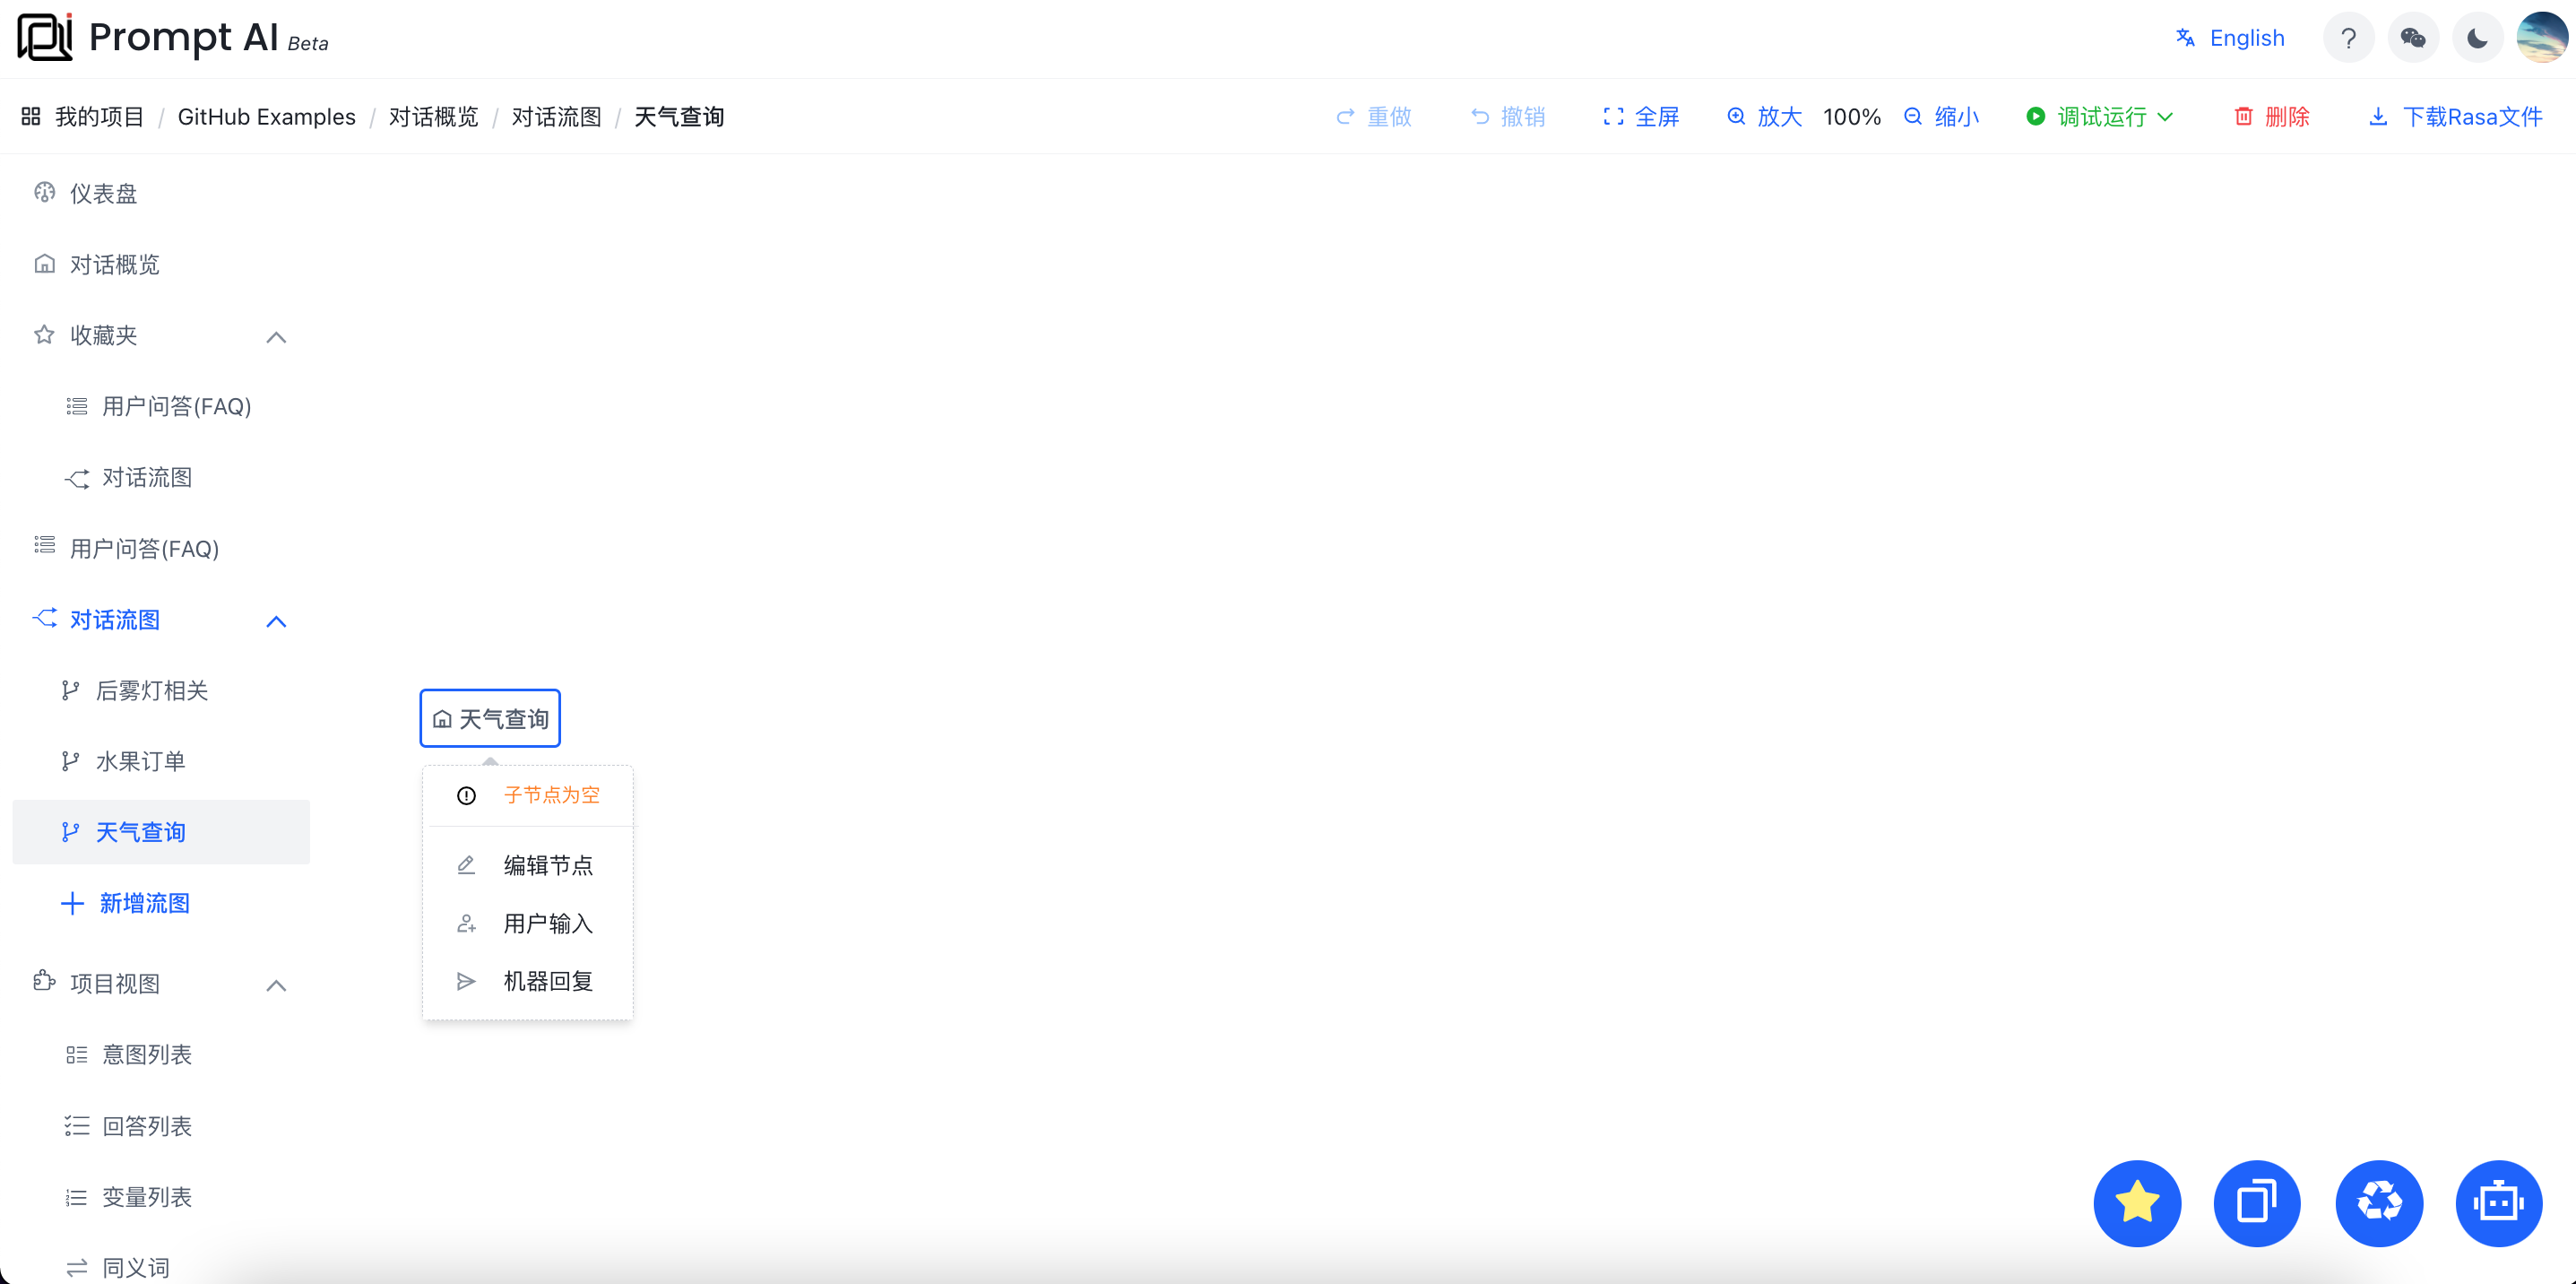 Prompt AI Beta
English
我的项目 / GitHub Examples / 对话概览 / 对话流图 / 天气查询
重做 撤销 全屏 放大 100% 缩小 调试运行 删除 下载Rasa文件
仪表盘
对话概览
收藏夹
用户问答(FAQ)
对话流图
用户问答(FAQ)
对话流图
后雾灯相关
水果订单
天气查询
新增流图
项目视图
意图列表
回答列表
变量列表
同义词
天气查询
子节点为空
编辑节点
用户输入
机器回复